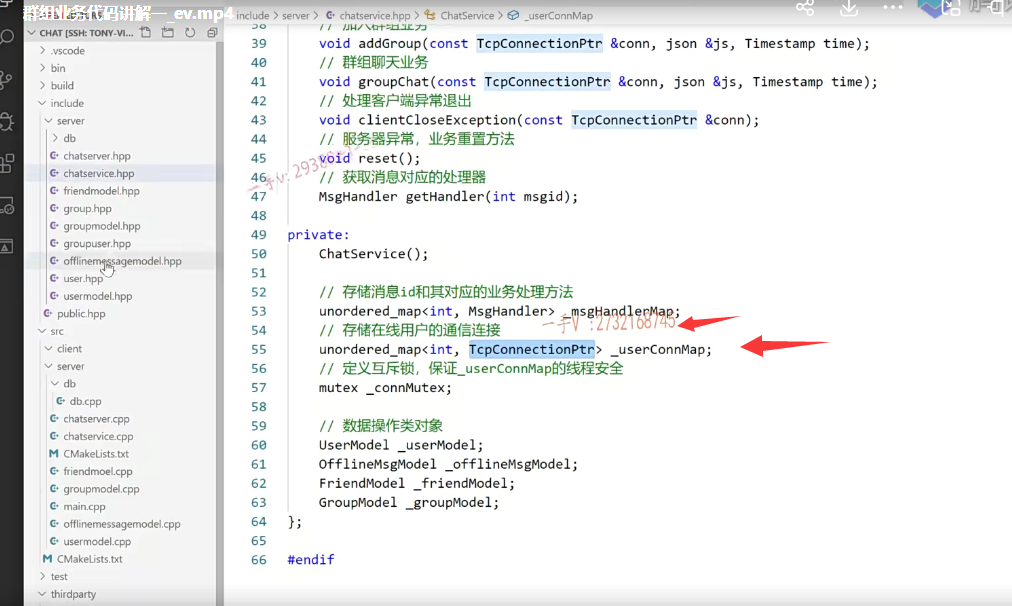 群组业务代码讲解一_ev.mp4
include > server > chatservice.hpp > ChatService > _userConnMap
CHAT [SSH: TONY-VI...
.vscode
bin
build
include
server
db
chatserver.hpp
chatservice.hpp
friendmodel.hpp
group.hpp
groupmodel.hpp
groupuser.hpp
offlinemessagemodel.hpp
user.hpp
usermodel.hpp
public.hpp
src
client
server
db
db.cpp
chatserver.cpp
chatservice.cpp
CMakeLists.txt
friendmoel.cpp
groupmodel.cpp
main.cpp
offlinemessagemodel.cpp
usermodel.cpp
CMakeLists.txt
test
thirdparty
38 // 加入群组业务
39 void addGroup(const TcpConnectionPtr &conn, json &js, Timestamp time);
40 // 群组聊天业务
41 void groupChat(const TcpConnectionPtr &conn, json &js, Timestamp time);
42 // 处理客户端异常退出
43 void clientCloseException(const TcpConnectionPtr &conn);
44 // 服务器异常，业务重置方法
45 void reset();
46 // 获取消息对应的处理器
47 MsgHandler getHandler(int msgid);
48
49 private:
50 ChatService();
51
52 // 存储消息id和其对应的业务处理方法
53 unordered_map<int, MsgHandler> _msgHandlerMap;
一手V :2732168745
54 // 存储在线用户的通信连接
55 unordered_map<int, TcpConnectionPtr> _userConnMap;
56 // 定义互斥锁，保证_userConnMap的线程安全
57 mutex _connMutex;
58
59 // 数据操作类对象
60 UserModel _userModel;
61 OfflineMsgModel _offlineMsgModel;
62 FriendModel _friendModel;
63 GroupModel _groupModel;
64 };
65
66 #endif